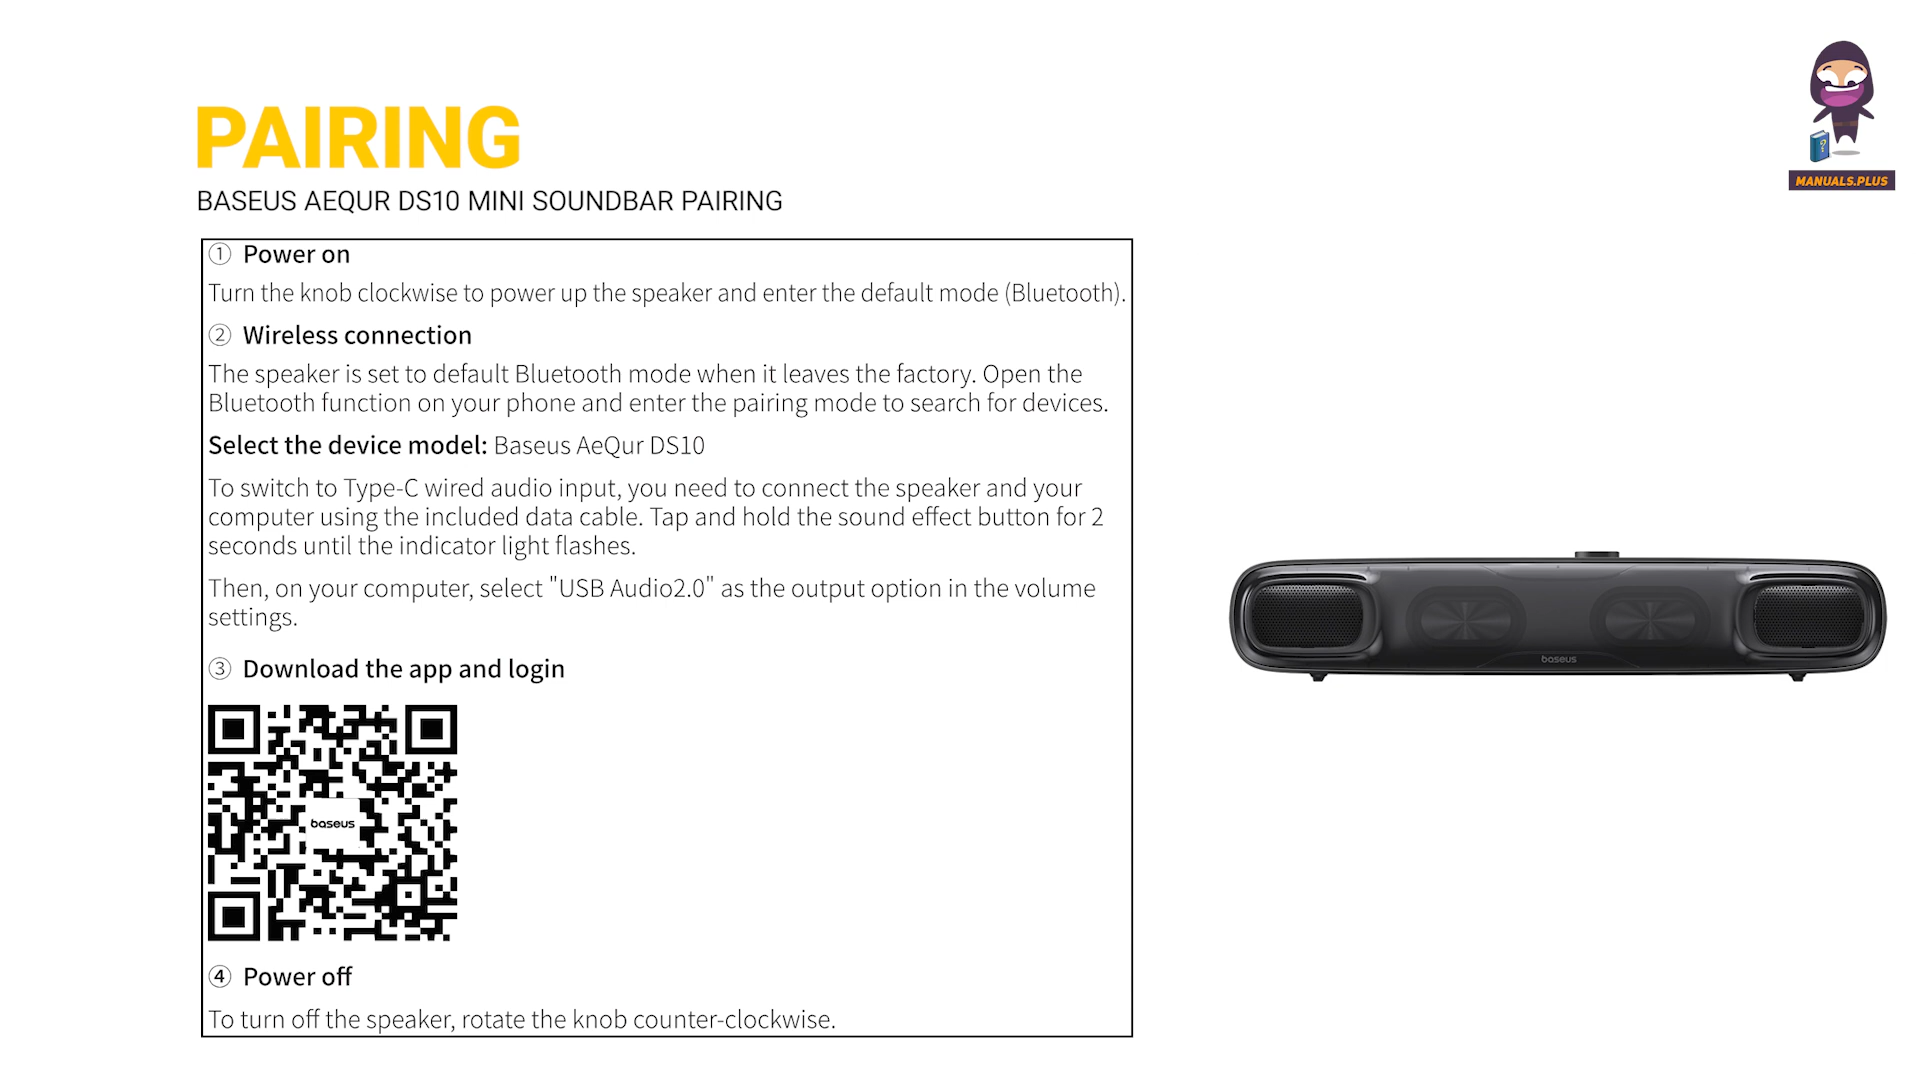 PAIRING
BASEUS AEQUR DS10 MINI SOUNDBAR PAIRING
MANUALS.PLUS
① Power on
Turn the knob clockwise to power up the speaker and enter the default mode (Bluetooth).
② Wireless connection
The speaker is set to default Bluetooth mode when it leaves the factory. Open the
Bluetooth function on your phone and enter the pairing mode to search for devices.
Select the device model: Baseus AeQur DS10
To switch to Type-C wired audio input, you need to connect the speaker and your
computer using the included data cable. Tap and hold the sound effect button for 2
seconds until the indicator light flashes.
Then, on your computer, select "USB Audio2.0" as the output option in the volume
settings.
③ Download the app and login
baseus
④ Power off
To turn off the speaker, rotate the knob counter-clockwise.
baseus